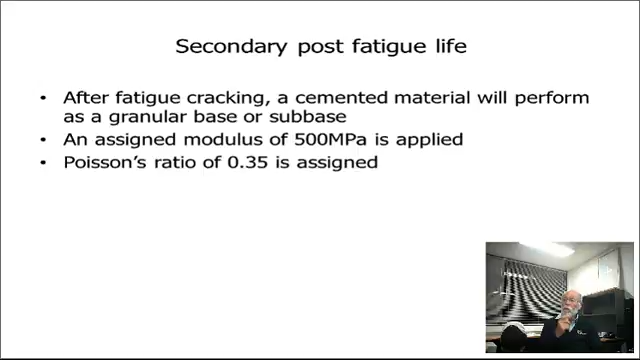 Secondary post fatigue life
• After fatigue cracking, a cemented material will perform
as a granular base or subbase
• An assigned modulus of 500MPa is applied
• Poisson's ratio of 0.35 is assigned